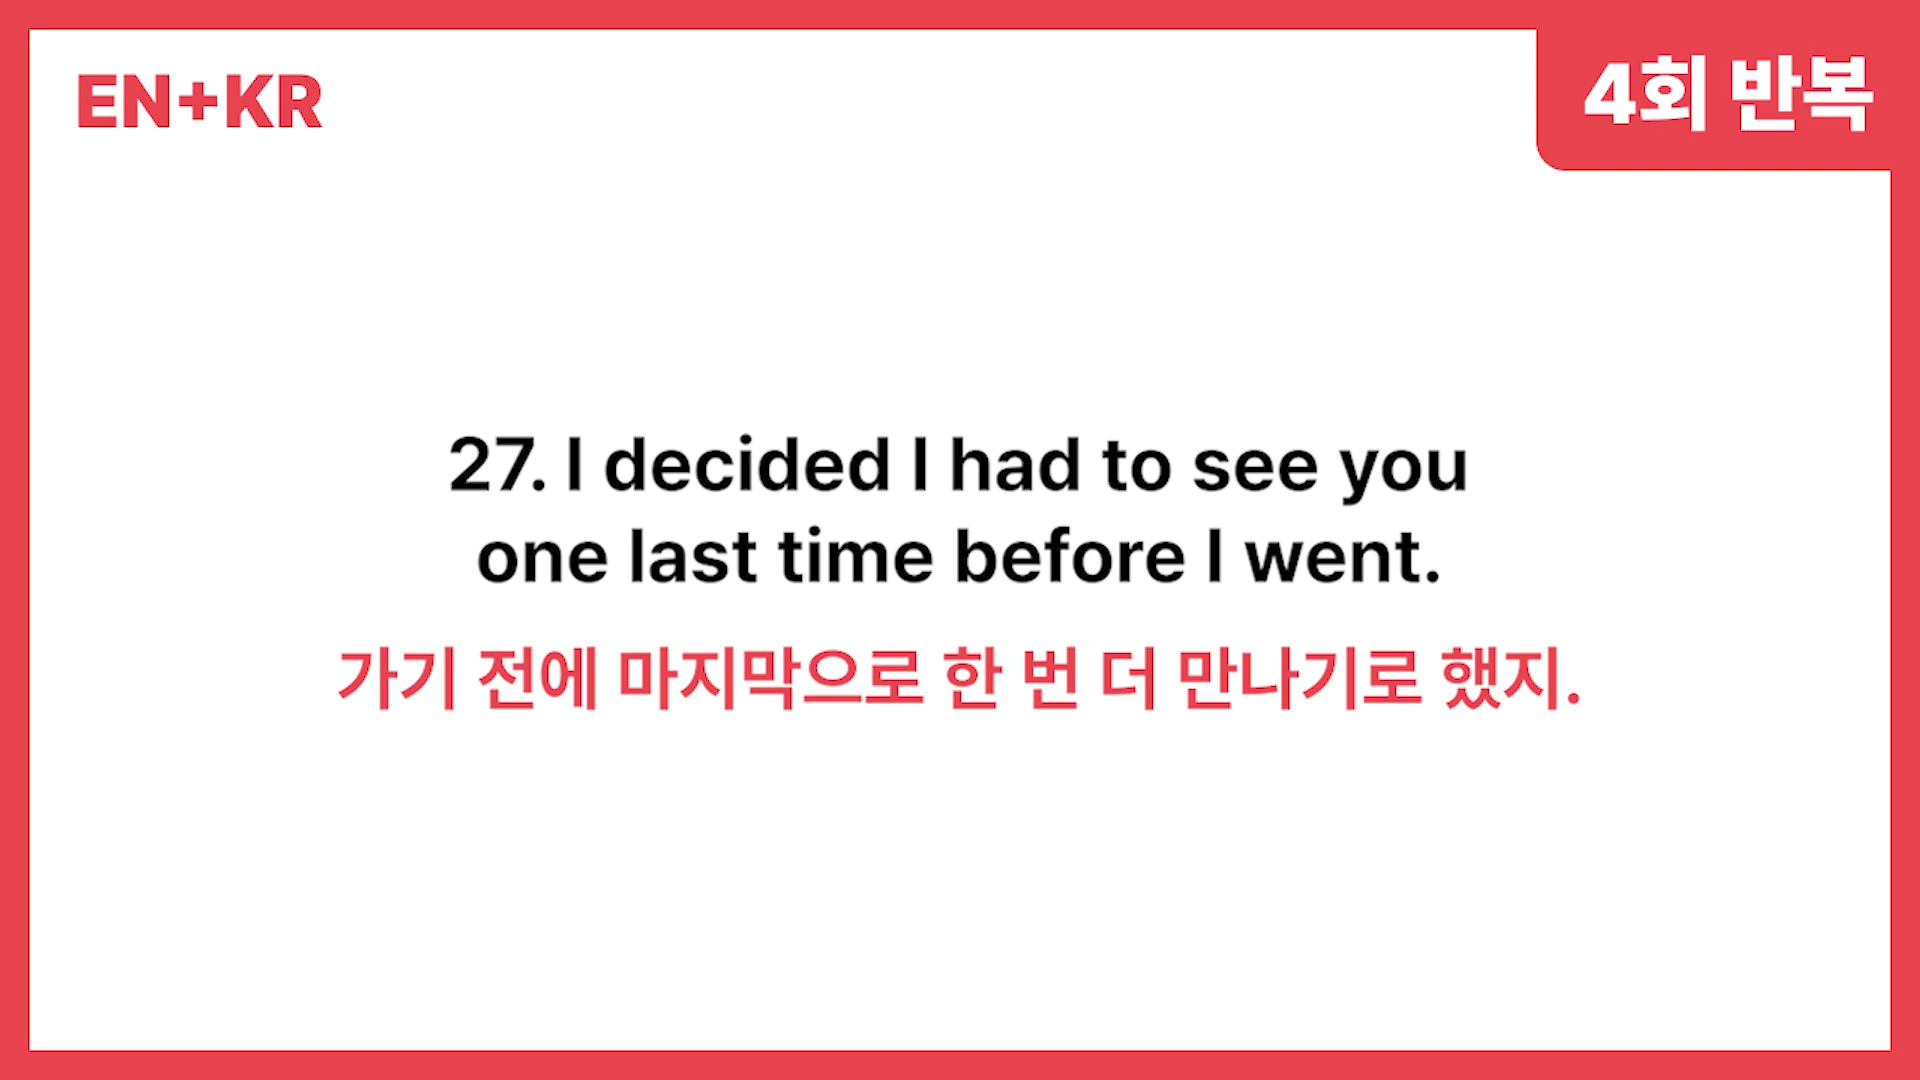 EN+KR
4회 반복
27. I decided I had to see you
one last time before I went.
가기 전에 마지막으로 한 번 더 만나기로 했지.